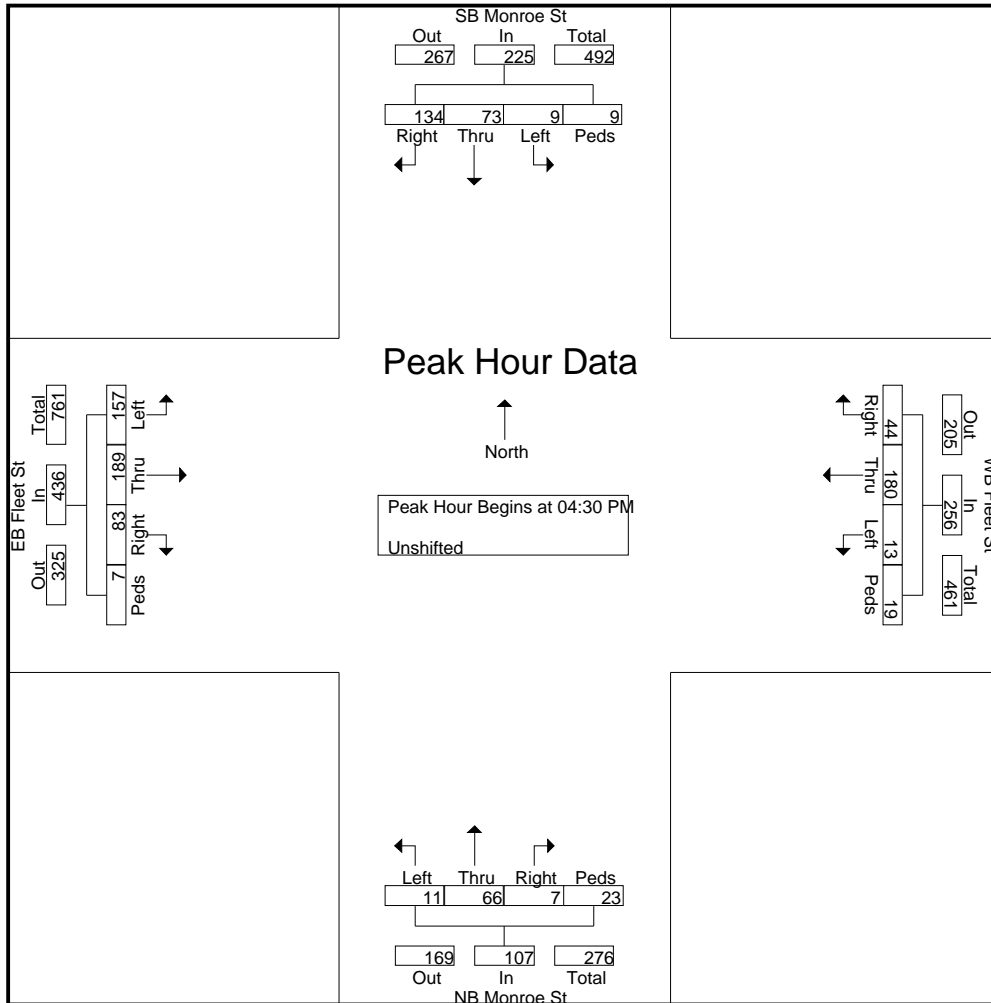 SB Monroe St
Out In Total
267 225 492
134 73 9 9
Right Thru Left Peds
Peak Hour Data
North
Peak Hour Begins at 04:30 PM
Unshifted
EB Fleet St
Out In Total
325 436 761
7 83 189 157
Peds Right Thru Left
WB Fleet St
Out In Total
205 256 461
44 180 13 19
Right Thru Left Peds
Left Thru Right Peds
11 66 7 23
169 107 276
Out In Total
NB Monroe St